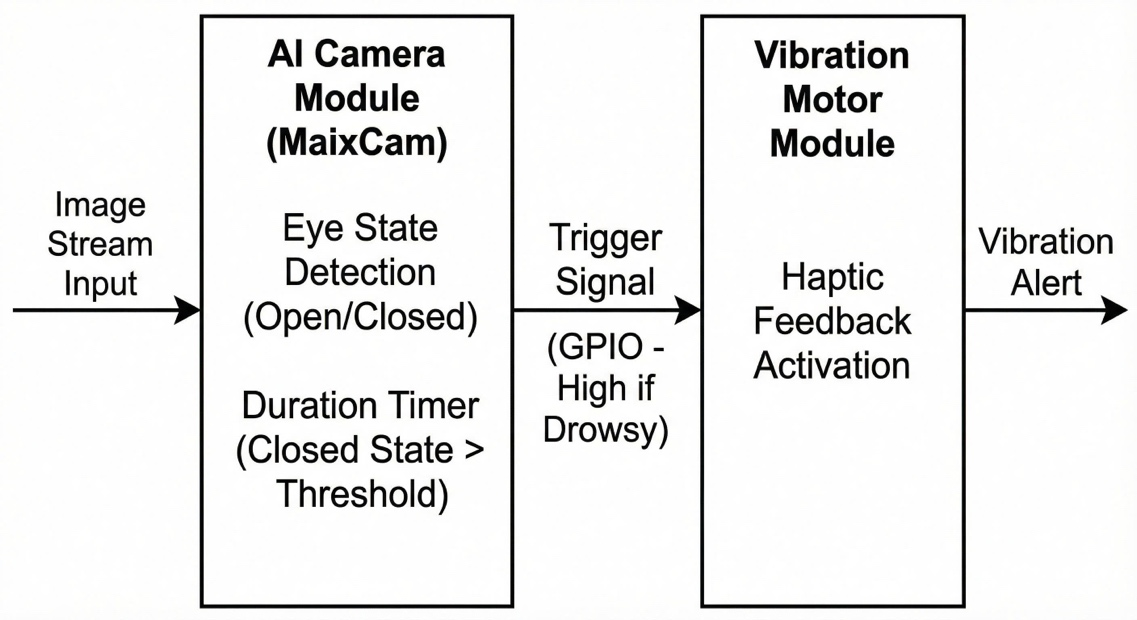 Image
Stream
Input
AI Camera
Module
(MaixCam)
Eye State
Detection
(Open/Closed)
Duration Timer
(Closed State >
Threshold)
Trigger
Signal
(GPIO -
High if
Drowsy)
Vibration
Motor
Module
Haptic
Feedback
Activation
Vibration
Alert